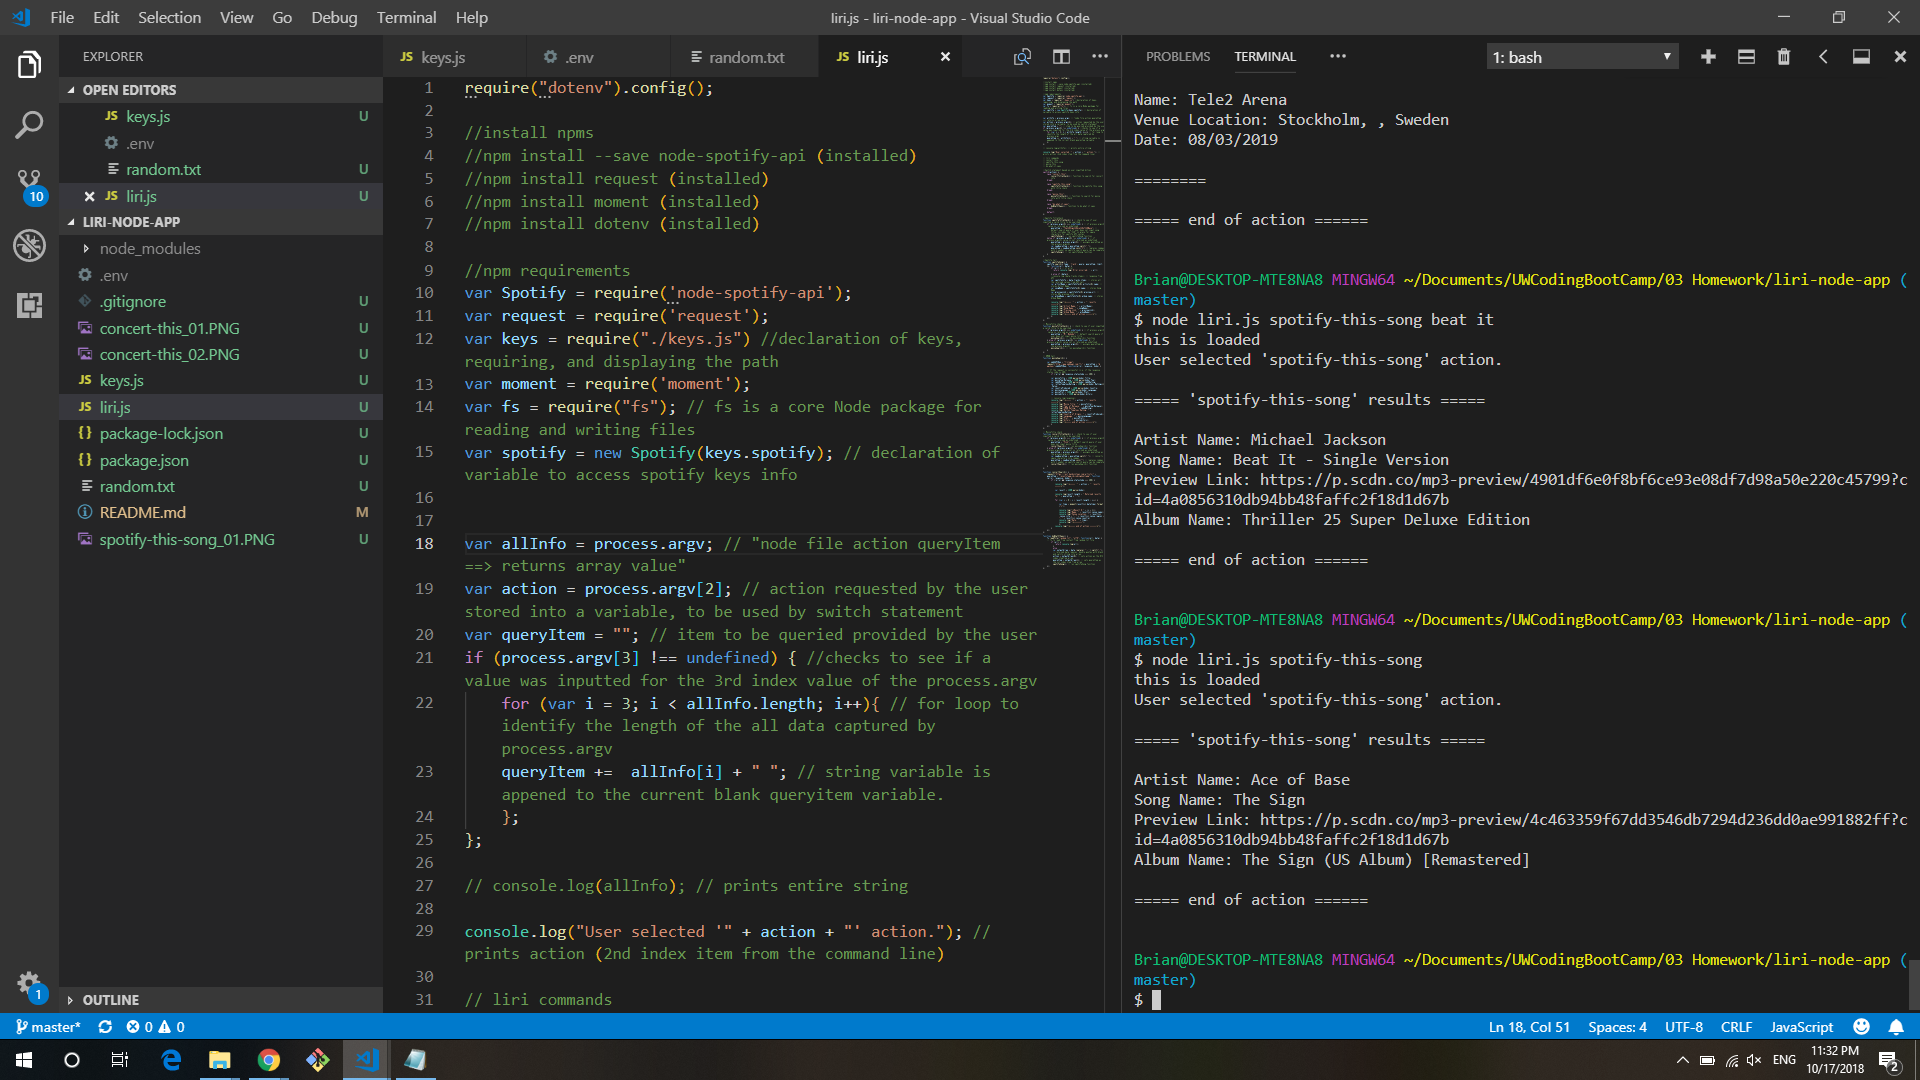 File Edit Selection View Go Debug Terminal Help
liri.js - liri-node-app - Visual Studio Code
EXPLORER
OPEN EDITORS
JS keys.js U
.env
random.txt U
JS liri.js U
LIRI-NODE-APP
node_modules
.env
.gitignore U
concert-this_01.PNG U
concert-this_02.PNG U
JS keys.js U
JS liri.js U
{} package-lock.json U
{} package.json U
random.txt U
README.md M
spotify-this-song_01.PNG U
OUTLINE
10
1
JS keys.js .env random.txt JS liri.js
1 require("dotenv").config();
2
3 //install npms
4 //npm install --save node-spotify-api (installed)
5 //npm install request (installed)
6 //npm install moment (installed)
7 //npm install dotenv (installed)
8
9 //npm requirements
10 var Spotify = require('node-spotify-api');
11 var request = require('request');
12 var keys = require("./keys.js") //declaration of keys,
requiring, and displaying the path
13 var moment = require('moment');
14 var fs = require("fs"); // fs is a core Node package for
reading and writing files
15 var spotify = new Spotify(keys.spotify); // declaration of
variable to access spotify keys info
16
17
18 var allInfo = process.argv; // "node file action queryItem
==> returns array value"
19 var action = process.argv[2]; // action requested by the user
stored into a variable, to be used by switch statement
20 var queryItem = ""; // item to be queried provided by the user
21 if (process.argv[3] !== undefined) { //checks to see if a
value was inputted for the 3rd index value of the process.argv
22 for (var i = 3; i < allInfo.length; i++){ // for loop to
identify the length of the all data captured by
process.argv
23 queryItem +=  allInfo[i] + " "; // string variable is
appened to the current blank queryitem variable.
24 };
25 };
26
27 // console.log(allInfo); // prints entire string
28
29 console.log("User selected '" + action + "' action."); //
prints action (2nd index item from the command line)
30
31 // liri commands
PROBLEMS TERMINAL
1: bash
Name: Tele2 Arena
Venue Location: Stockholm, , Sweden
Date: 08/03/2019
========
===== end of action ======
Brian@DESKTOP-MTE8NA8 MINGW64 ~/Documents/UWCodingBootCamp/03 Homework/liri-node-app (
master)
$ node liri.js spotify-this-song beat it
this is loaded
User selected 'spotify-this-song' action.
===== 'spotify-this-song' results =====
Artist Name: Michael Jackson
Song Name: Beat It - Single Version
Preview Link: https://p.scdn.co/mp3-preview/4901df6e0f8bf6ce93e08df7d98a50e220c45799?c
id=4a0856310db94bb48faffc2f18d1d67b
Album Name: Thriller 25 Super Deluxe Edition
===== end of action ======
Brian@DESKTOP-MTE8NA8 MINGW64 ~/Documents/UWCodingBootCamp/03 Homework/liri-node-app (
master)
$ node liri.js spotify-this-song
this is loaded
User selected 'spotify-this-song' action.
===== 'spotify-this-song' results =====
Artist Name: Ace of Base
Song Name: The Sign
Preview Link: https://p.scdn.co/mp3-preview/4c463359f67dd3546db7294d236dd0ae991882ff?c
id=4a0856310db94bb48faffc2f18d1d67b
Album Name: The Sign (US Album) [Remastered]
===== end of action ======
Brian@DESKTOP-MTE8NA8 MINGW64 ~/Documents/UWCodingBootCamp/03 Homework/liri-node-app (
master)
$
master* 0 0
Ln 18, Col 51 Spaces: 4 UTF-8 CRLF JavaScript
ENG
11:32 PM
10/17/2018
2